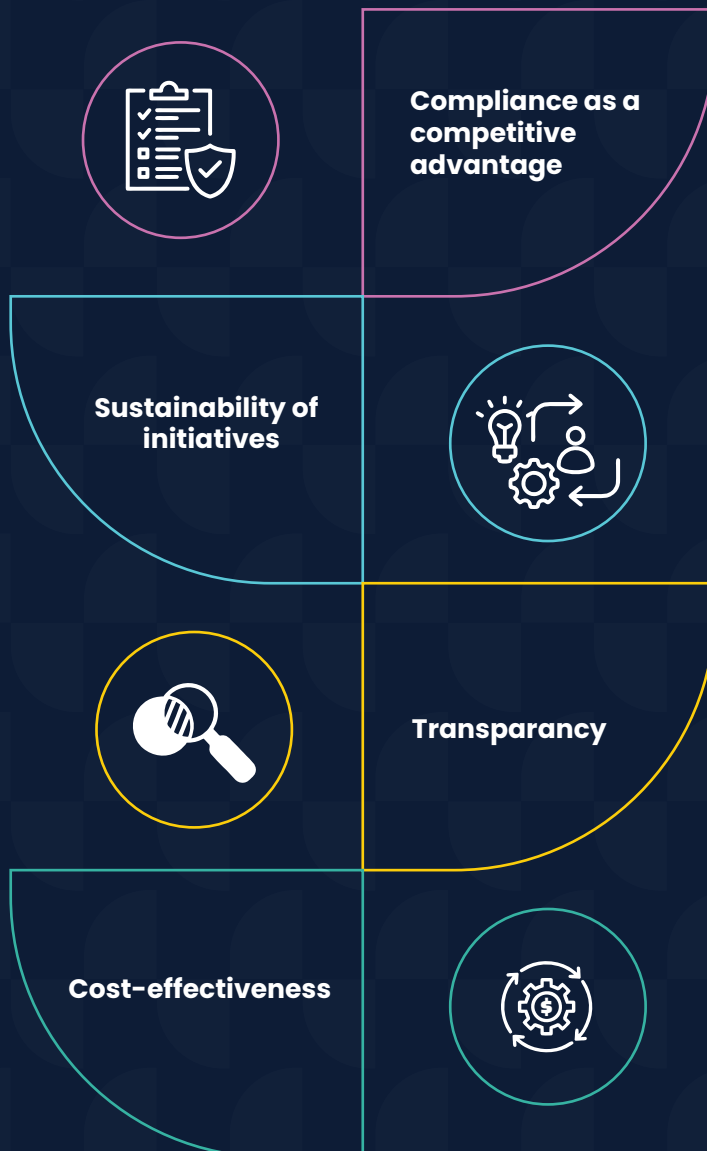 Compliance as a
competitive
advantage
Sustainability of
initiatives
Transparancy
Cost-effectiveness
$